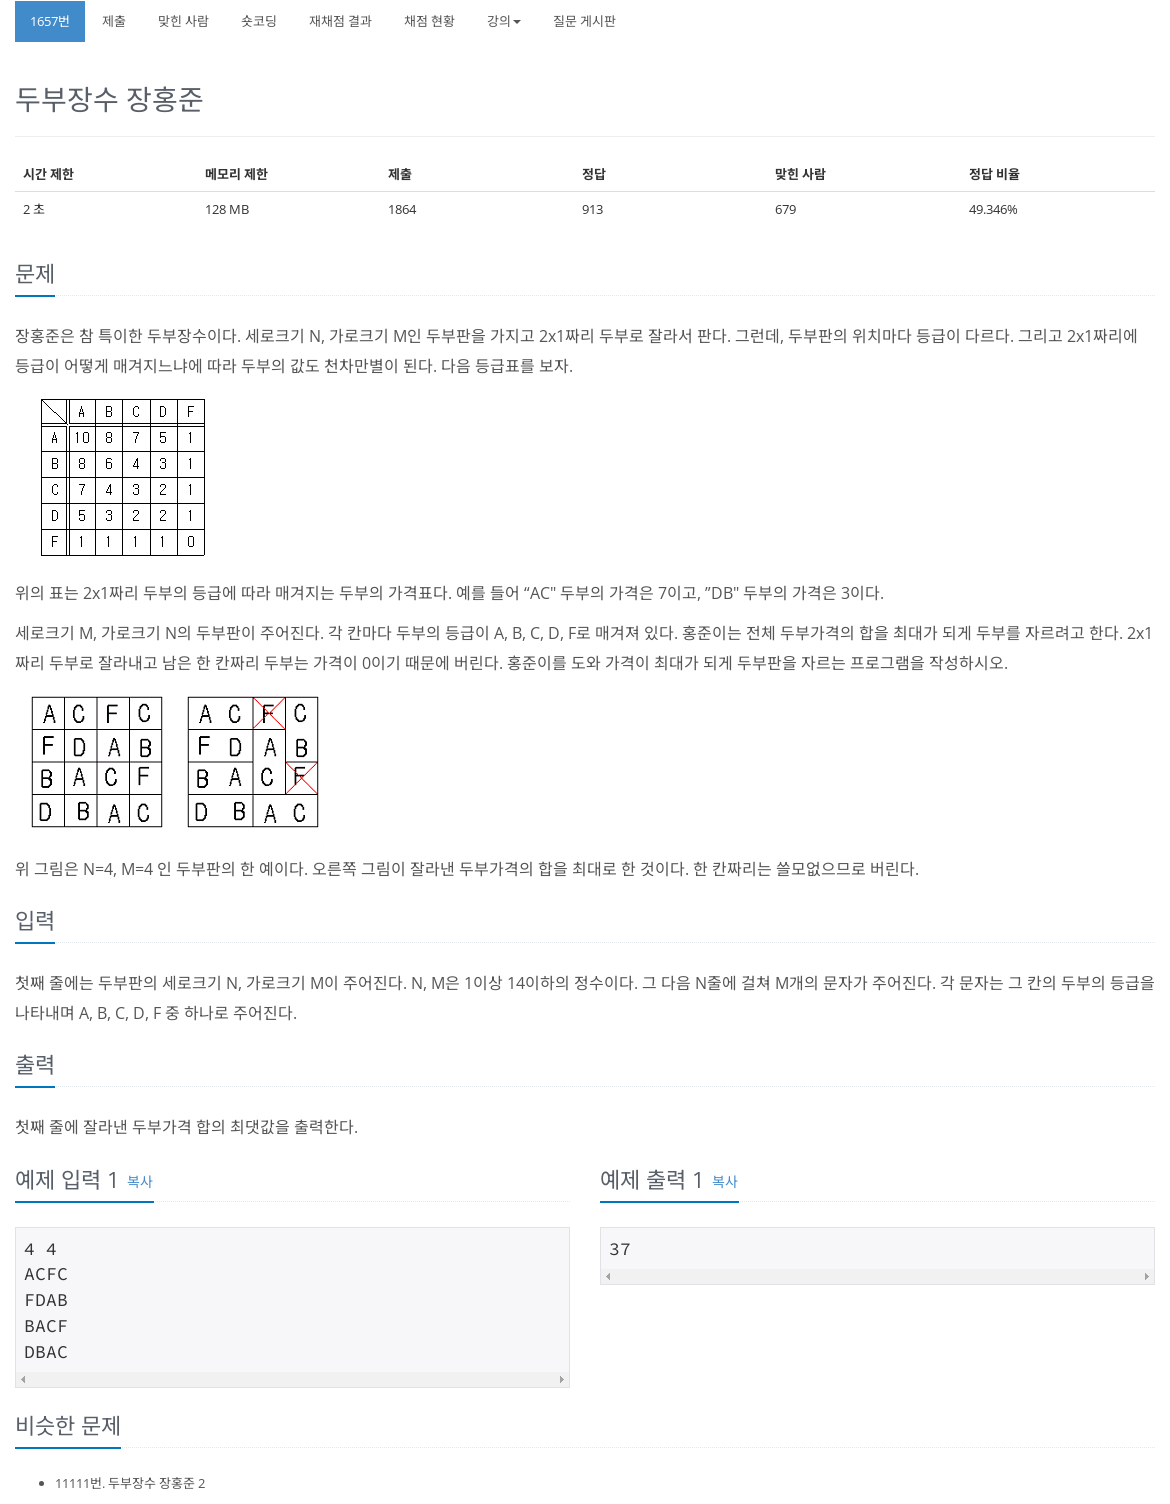 1657번 제출 맞힌 사람 숏코딩 재채점 결과 채점 현황 강의 질문 게시판
두부장수 장홍준
시간 제한 메모리 제한 제출 정답 맞힌 사람 정답 비율
2 초 128 MB 1864 913 679 49.346%
문제
장홍준은 참 특이한 두부장수이다. 세로크기 N, 가로크기 M인 두부판을 가지고 2x1짜리 두부로 잘라서 판다. 그런데, 두부판의 위치마다 등급이 다르다. 그리고 2x1짜리에
등급이 어떻게 매겨지느냐에 따라 두부의 값도 천차만별이 된다. 다음 등급표를 보자.
A B C D F
A 10 8 7 5 1
B 8 6 4 3 1
C 7 4 3 2 1
D 5 3 2 2 1
F 1 1 1 1 0
위의 표는 2x1짜리 두부의 등급에 따라 매겨지는 두부의 가격표다. 예를 들어 “AC" 두부의 가격은 7이고, ”DB" 두부의 가격은 3이다.
세로크기 M, 가로크기 N의 두부판이 주어진다. 각 칸마다 두부의 등급이 A, B, C, D, F로 매겨져 있다. 홍준이는 전체 두부가격의 합을 최대가 되게 두부를 자르려고 한다. 2x1
짜리 두부로 잘라내고 남은 한 칸짜리 두부는 가격이 0이기 때문에 버린다. 홍준이를 도와 가격이 최대가 되게 두부판을 자르는 프로그램을 작성하시오.
A C F C A C F C
F D A B F D A B
B A C F B A C F
D B A C D B A C
위 그림은 N=4, M=4 인 두부판의 한 예이다. 오른쪽 그림이 잘라낸 두부가격의 합을 최대로 한 것이다. 한 칸짜리는 쓸모없으므로 버린다.
입력
첫째 줄에는 두부판의 세로크기 N, 가로크기 M이 주어진다. N, M은 1이상 14이하의 정수이다. 그 다음 N줄에 걸쳐 M개의 문자가 주어진다. 각 문자는 그 칸의 두부의 등급을
나타내며 A, B, C, D, F 중 하나로 주어진다.
출력
첫째 줄에 잘라낸 두부가격 합의 최댓값을 출력한다.
예제 입력 1 복사
4 4
ACFC
FDAB
BACF
DBAC
예제 출력 1 복사
37
비슷한 문제
11111번. 두부장수 장홍준 2